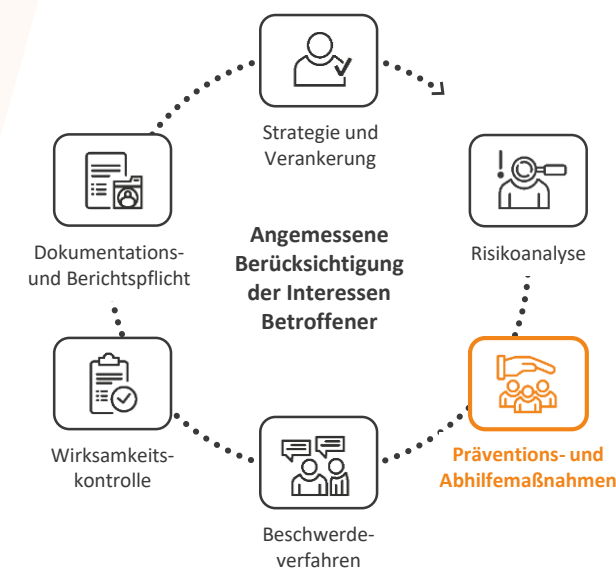 Strategie und
Verankerung
Risikoanalyse
Präventions- und
Abhilfemaßnahmen
Beschwerde-
verfahren
Wirksamkeits-
kontrolle
Dokumentations-
und Berichtspflicht
Angemessene
Berücksichtigung
der Interessen
Betroffener